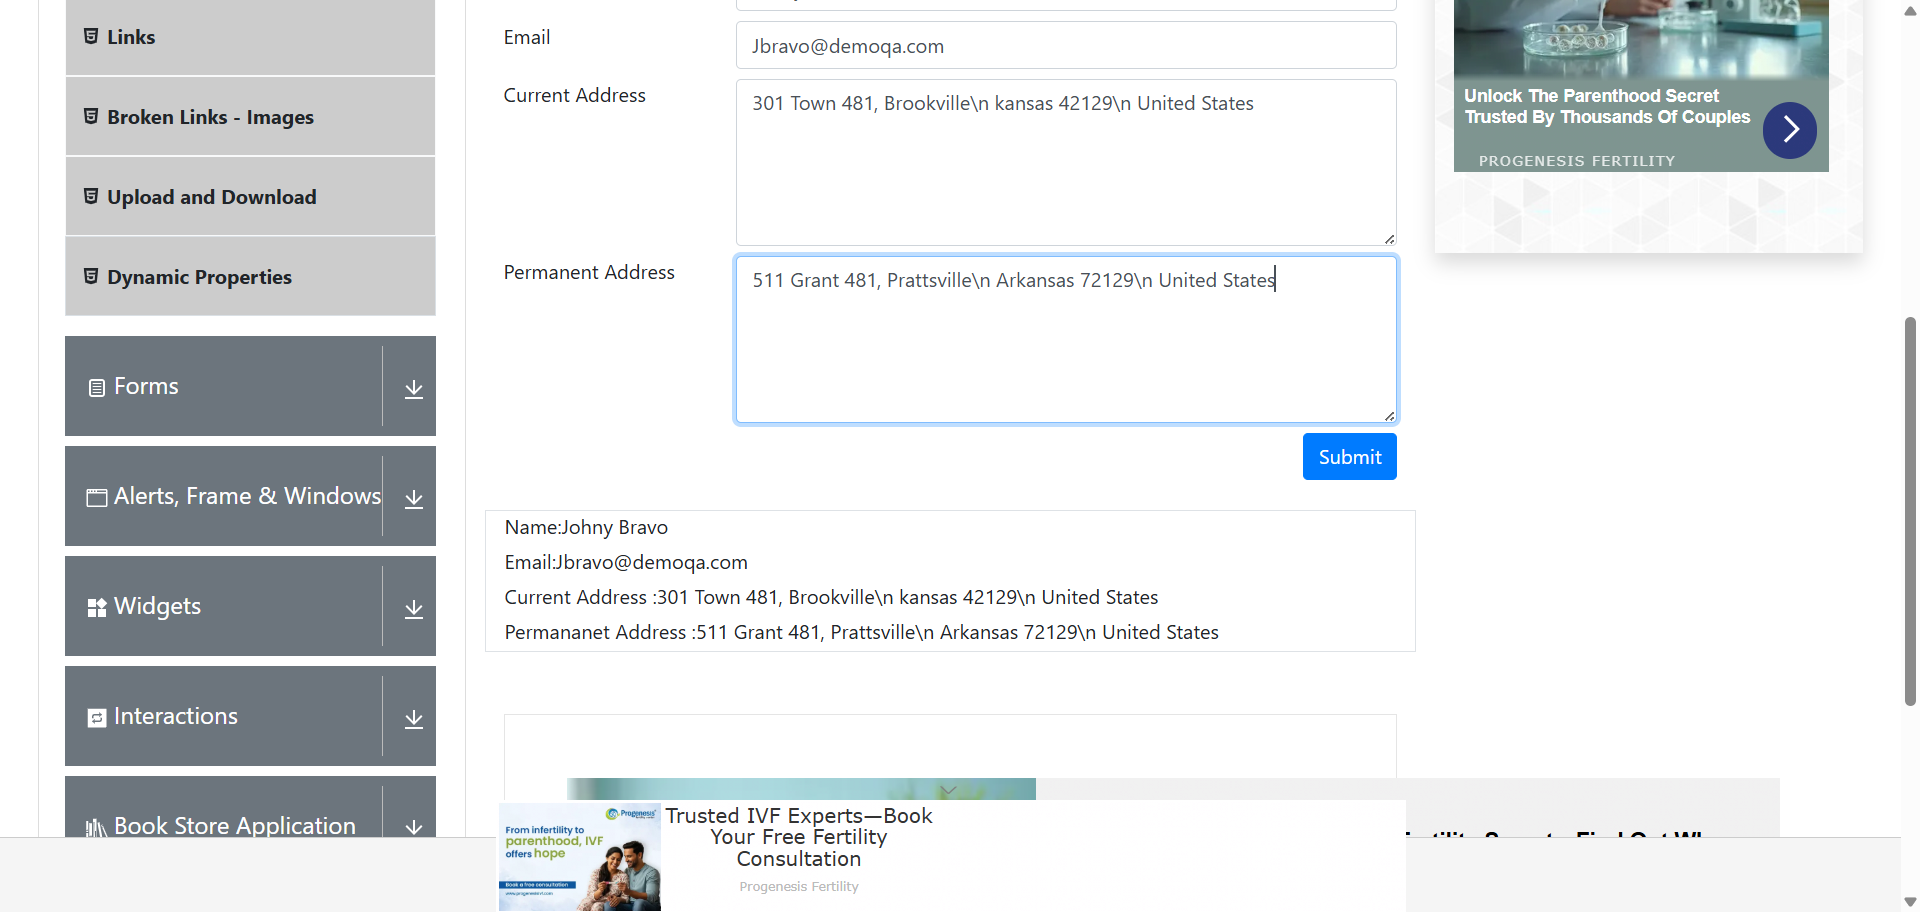 Links
Broken Links - Images
Upload and Download
Dynamic Properties
Forms
Alerts, Frame & Windows
Widgets
Interactions
Book Store Application
Email
Jbravo@demoqa.com
Current Address
301 Town 481, Brookville\n kansas 42129\n United States
Permanent Address
511 Grant 481, Prattsville\n Arkansas 72129\n United States
Submit
Name:Johny Bravo
Email:Jbravo@demoqa.com
Current Address :301 Town 481, Brookville\n kansas 42129\n United States
Permananet Address :511 Grant 481, Prattsville\n Arkansas 72129\n United States
Unlock The Parenthood Secret
Trusted By Thousands Of Couples
PROGENESIS FERTILITY
Progenesis
From infertility to
parenthood, IVF
offers hope
Book a free consultation
www.progenesisivf.com
Trusted IVF Experts—Book
Your Free Fertility
Consultation
Progenesis Fertility